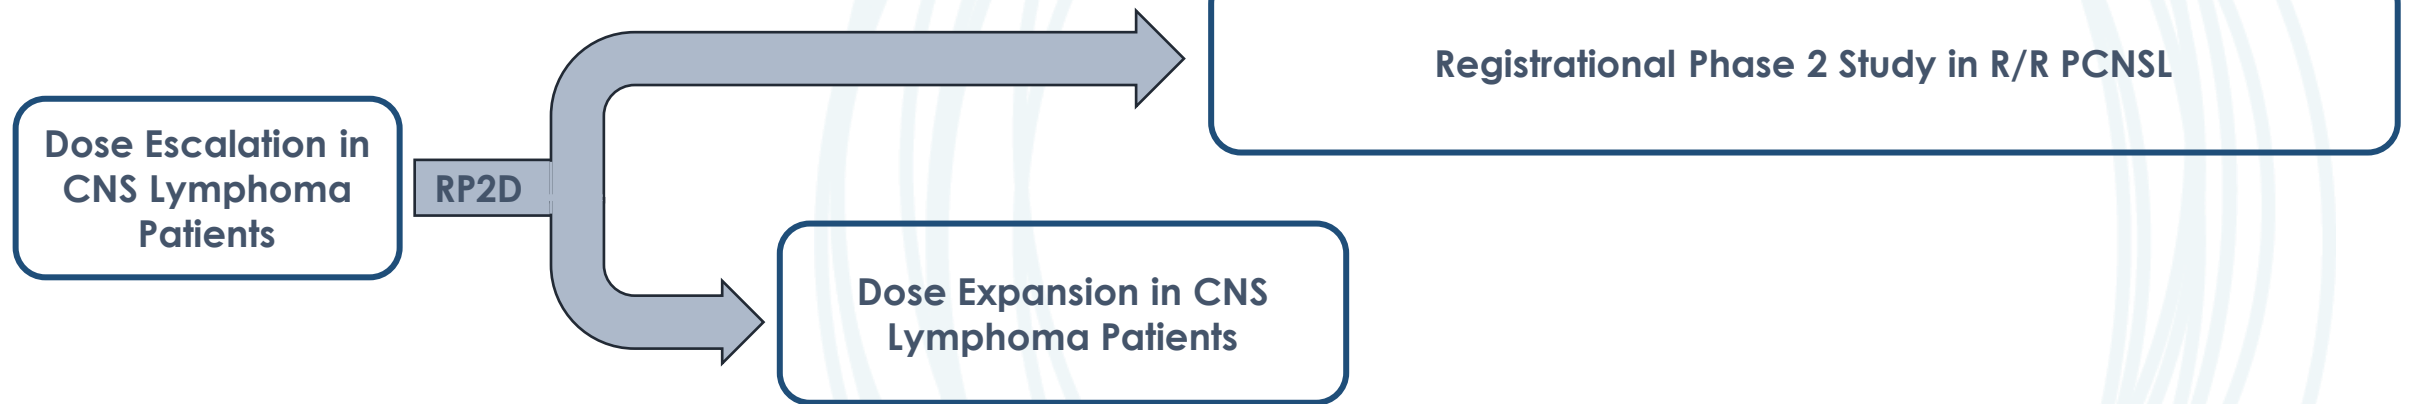 Dose Escalation in
CNS Lymphoma
Patients
RP2D
Registrational Phase 2 Study in R/R PCNSL
Dose Expansion in CNS
Lymphoma Patients